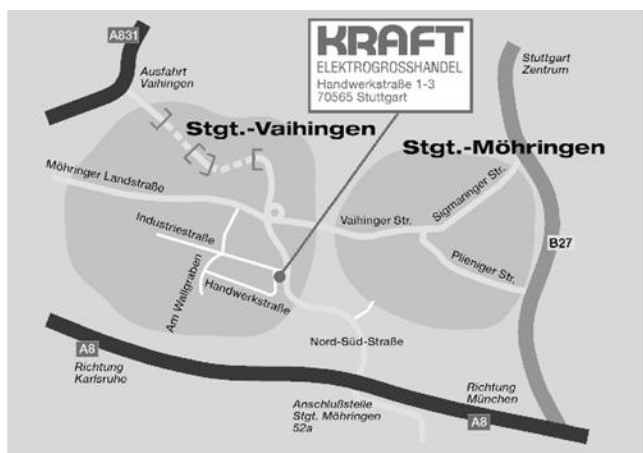 A831
Ausfahrt
Vaihingen
KRAFT
ELEKTROGROSSHANDEL
Handwerkstraße 1-3
70565 Stuttgart
Stuttgart
Zentrum
Stgt.-Vaihingen
Stgt.-Möhringen
Möhringer Landstraße
Vaihinger Str.
Sigmaringer Str.
Industriestraße
B27
Plieniger Str.
Am Wallgraben
Handwerkstraße
Nord-Süd-Straße
A8
Richtung
Karlsruhe
Richtung
München
Anschlußstelle
Stgt. Möhringen
52a
A8